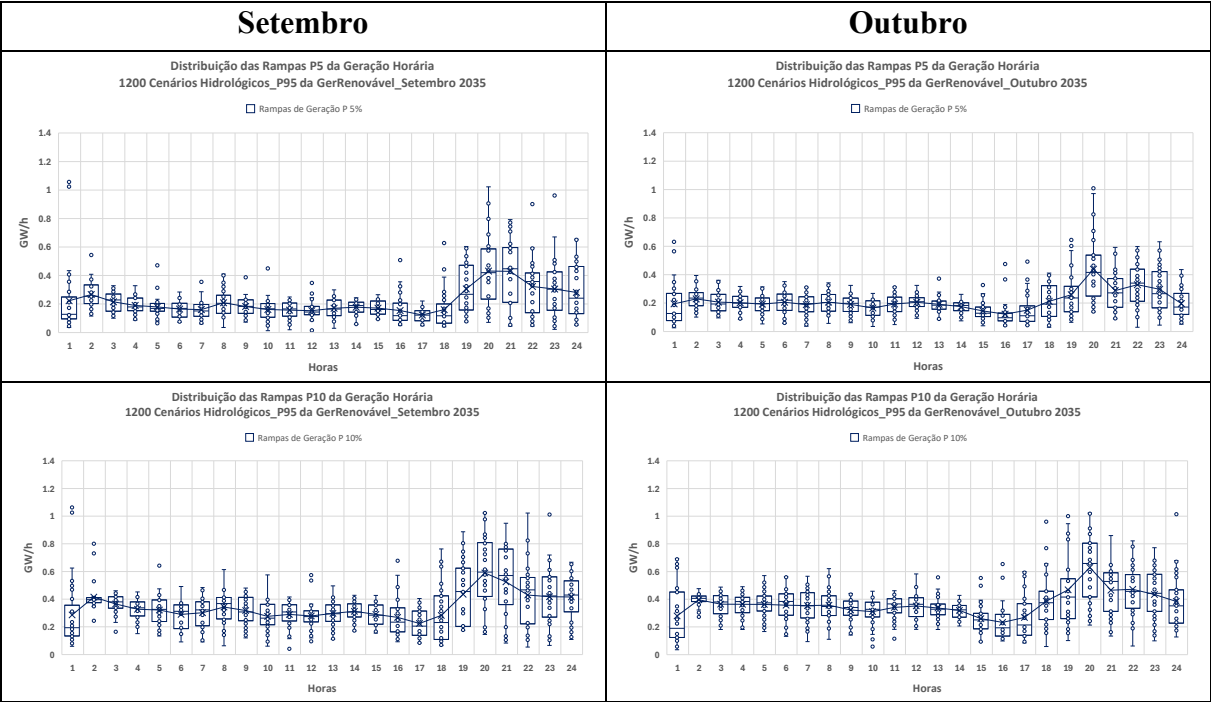 Setembro
Outubro
Distribuição das Rampas P5 da Geração Horária
1200 Cenários Hidrológicos_P95 da GerRenovável_Setembro 2035
Rampas de Geração P 5%
1.4
1.2
1
0.8
0.6
0.4
0.2
0
GW/h
1 2 3 4 5 6 7 8 9 10 11 12 13 14 15 16 17 18 19 20 21 22 23 24
Horas
Distribuição das Rampas P5 da Geração Horária
1200 Cenários Hidrológicos_P95 da GerRenovável_Outubro 2035
Rampas de Geração P 5%
1.4
1.2
1
0.8
0.6
0.4
0.2
0
GW/h
1 2 3 4 5 6 7 8 9 10 11 12 13 14 15 16 17 18 19 20 21 22 23 24
Horas
Distribuição das Rampas P10 da Geração Horária
1200 Cenários Hidrológicos_P95 da GerRenovável_Setembro 2035
Rampas de Geração P 10%
1.4
1.2
1
0.8
0.6
0.4
0.2
0
GW/h
1 2 3 4 5 6 7 8 9 10 11 12 13 14 15 16 17 18 19 20 21 22 23 24
Horas
Distribuição das Rampas P10 da Geração Horária
1200 Cenários Hidrológicos_P95 da GerRenovável_Outubro 2035
Rampas de Geração P 10%
1.4
1.2
1
0.8
0.6
0.4
0.2
0
GW/h
1 2 3 4 5 6 7 8 9 10 11 12 13 14 15 16 17 18 19 20 21 22 23 24
Horas